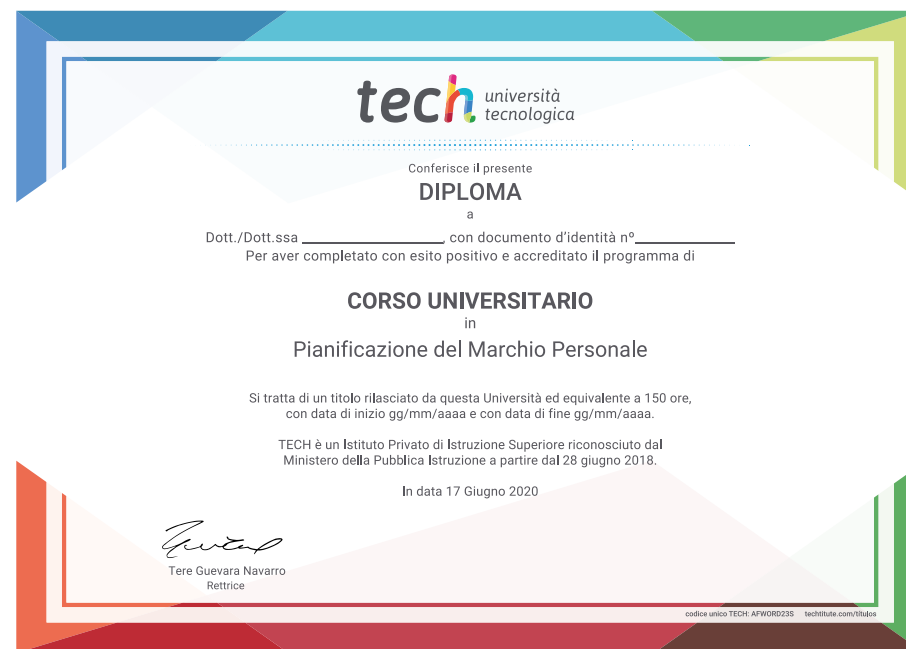 tech università
tecnologica
Conferisce il presente
DIPLOMA
a
Dott./Dott.ssa ____________________, con documento d'identità nº______________
Per aver completato con esito positivo e accreditato il programma di
CORSO UNIVERSITARIO
in
Pianificazione del Marchio Personale
Si tratta di un titolo rilasciato da questa Università ed equivalente a 150 ore,
con data di inizio gg/mm/aaaa e con data di fine gg/mm/aaaa.
TECH è un Istituto Privato di Istruzione Superiore riconosciuto dal
Ministero della Pubblica Istruzione a partire dal 28 giugno 2018.
In data 17 Giugno 2020
Tere Guevara Navarro
Rettrice
codice unico TECH: AFWORD23S techtitute.com/titulos